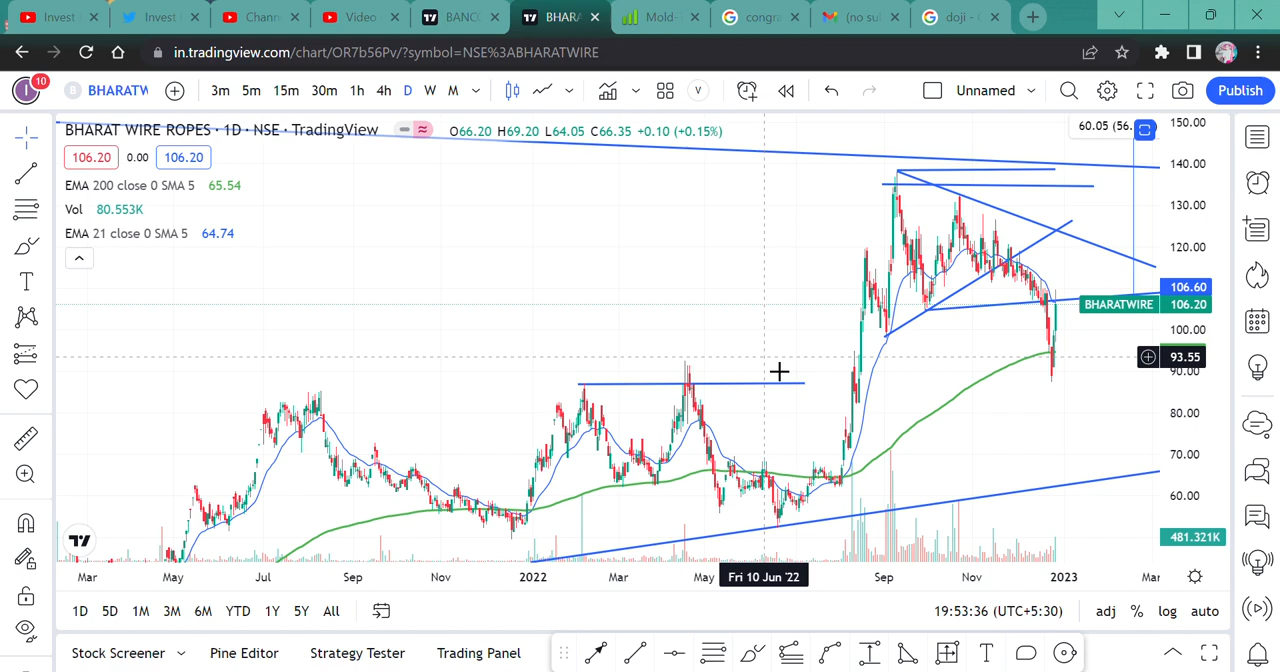 Invest
Invest
Chann
Video
BANC
BHAR
Mold-
congra
(no su
doji -
in.tradingview.com/chart/OR7b56Pv/?symbol=NSE%3ABHARATWIRE
I
10
B BHARATW
3m 5m 15m 30m 1h 4h D W M
V
Unnamed
Publish
BHARAT WIRE ROPES · 1D · NSE · TradingView
O66.20 H69.20 L64.05 C66.35 +0.10 (+0.15%)
106.20 0.00 106.20
EMA 200 close 0 SMA 5 65.54
Vol 80.553K
EMA 21 close 0 SMA 5 64.74
60.05 (56.
150.00
140.00
130.00
120.00
106.60
BHARATWIRE 106.20
100.00
93.55
90.00
80.00
70.00
60.00
481.321K
Mar May Jul Sep Nov 2022 Mar May Fri 10 Jun '22 Sep Nov 2023 Mar
1D 5D 1M 3M 6M YTD 1Y 5Y All
19:53:36 (UTC+5:30) adj % log auto
Stock Screener Pine Editor Strategy Tester Trading Panel